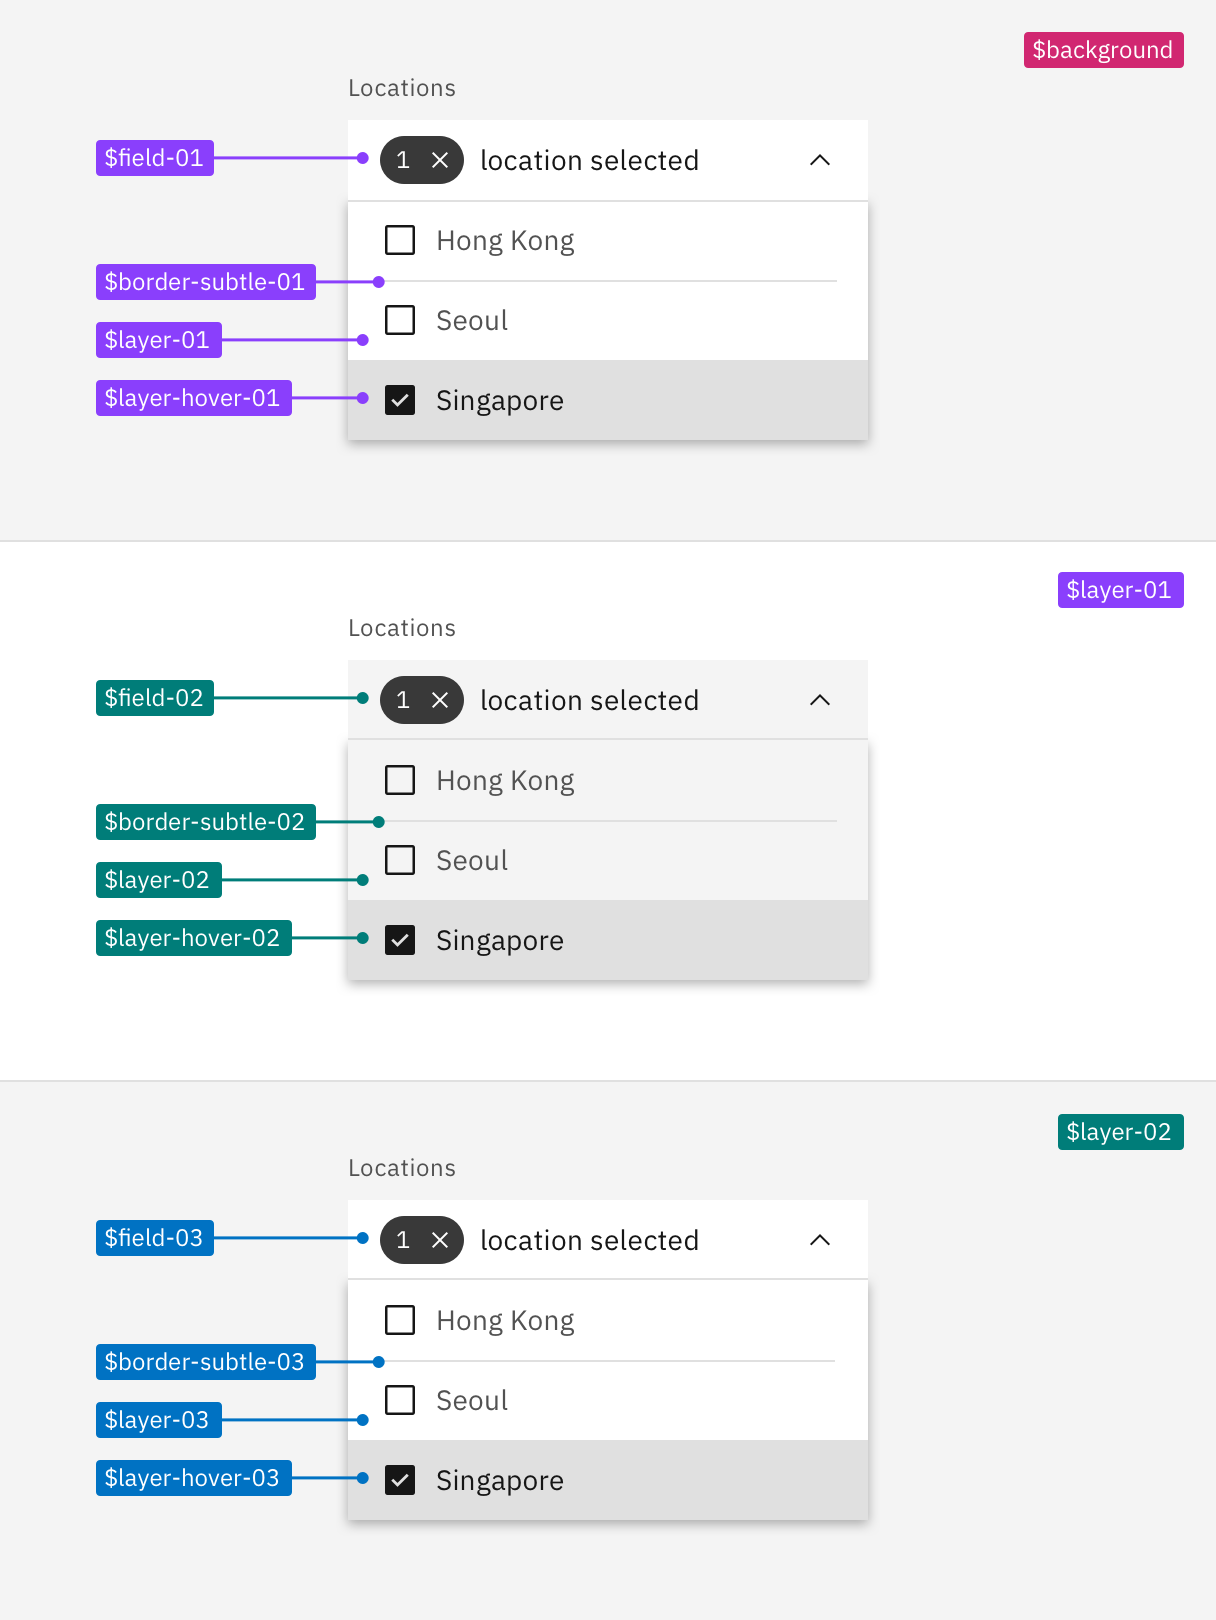 $background
Locations
$field-01
1 location selected
Hong Kong
$border-subtle-01
Seoul
$layer-01
$layer-hover-01
Singapore
$layer-01
Locations
$field-02
1 location selected
Hong Kong
$border-subtle-02
Seoul
$layer-02
$layer-hover-02
Singapore
$layer-02
Locations
$field-03
1 location selected
Hong Kong
$border-subtle-03
Seoul
$layer-03
$layer-hover-03
Singapore